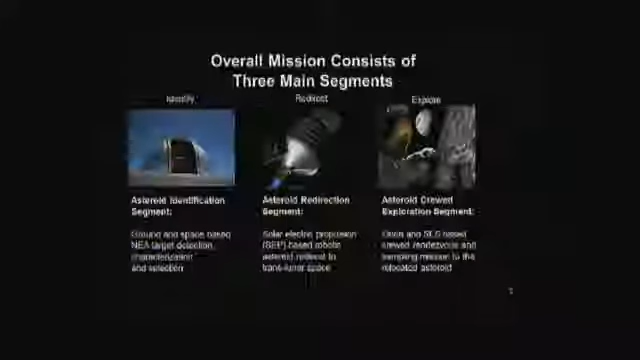 Overall Mission Consists of
Three Main Segments
Identify
Redirect
Explore
Asteroid Identification
Segment:
Ground and space based
NEA target detection,
characterization
and selection
Asteroid Redirection
Segment:
Solar electric propulsion
(SEP) based robotic
asteroid redirect to
trans-lunar space
Asteroid Crewed
Exploration Segment:
Orion and SLS based
crewed rendezvous and
sampling mission to the
relocated asteroid